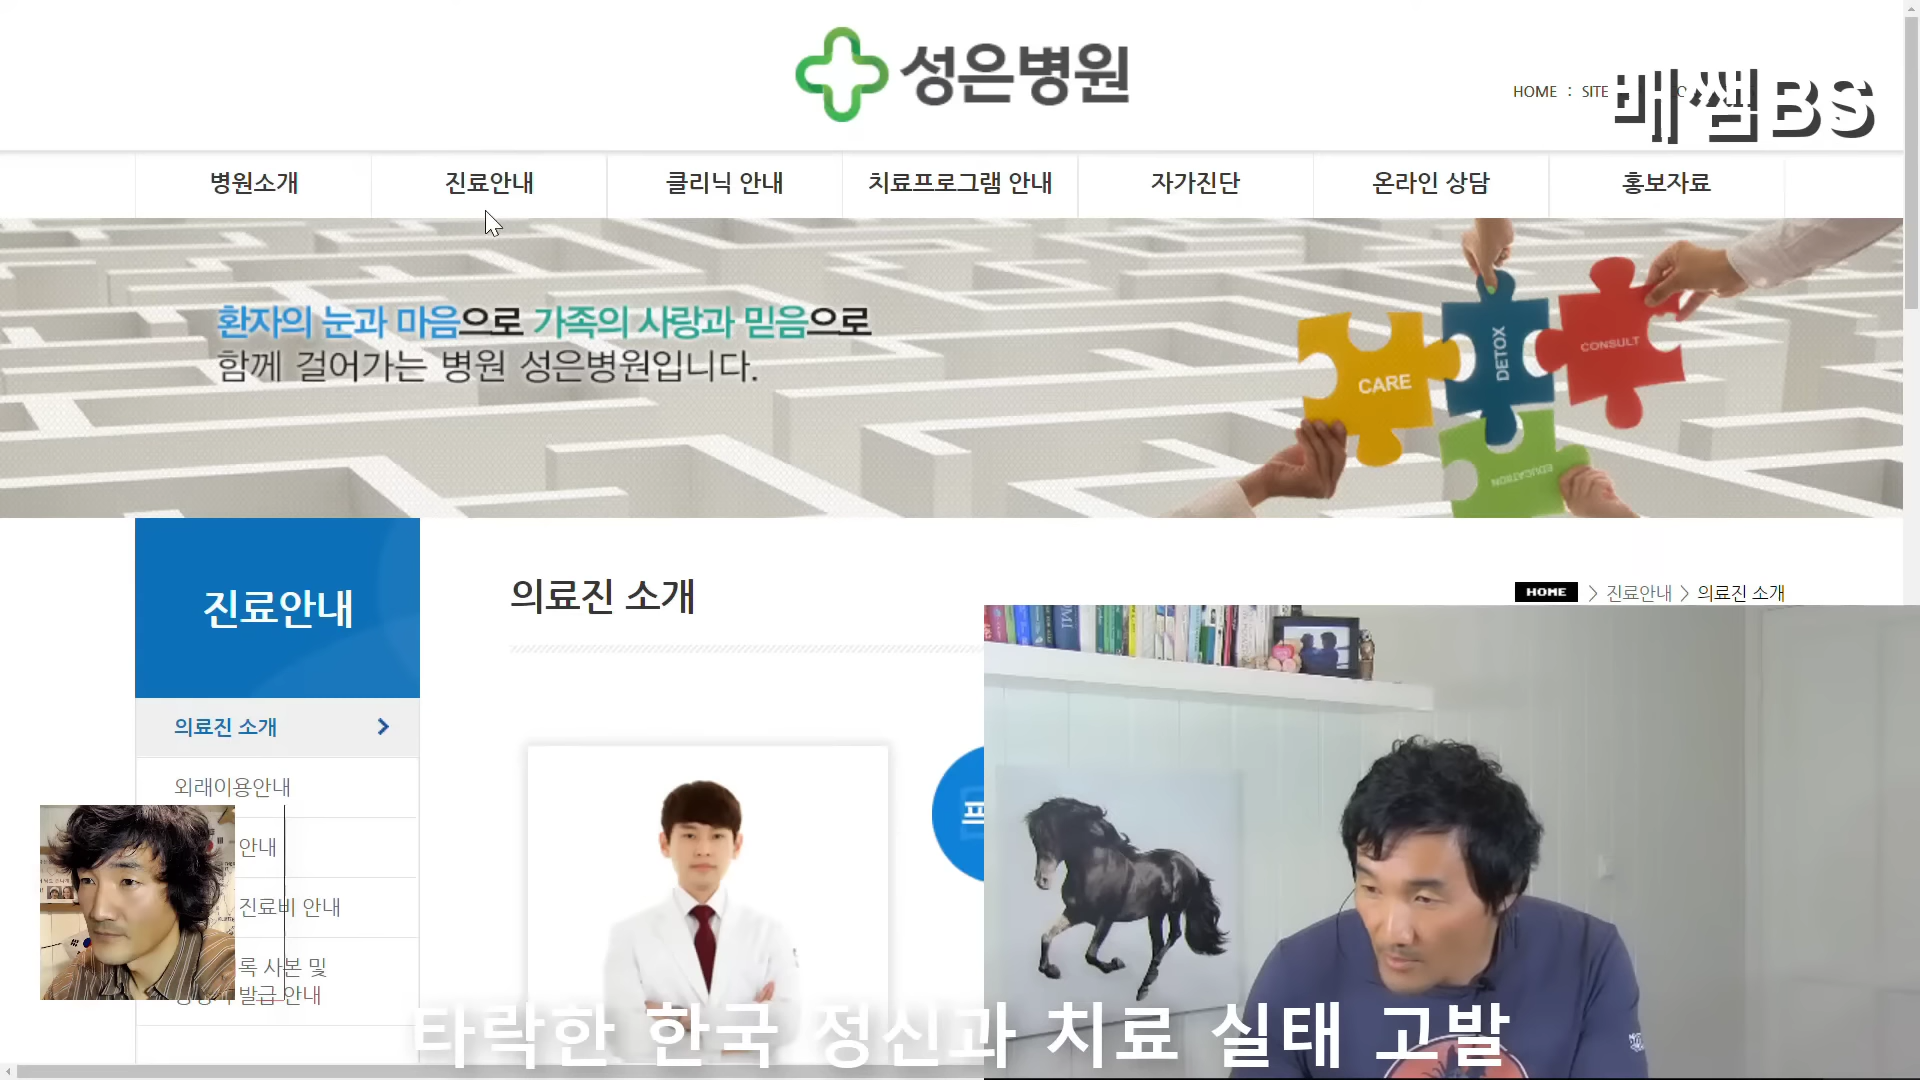 성은병원
HOME : SITE
배쌤BS
병원소개
진료안내
클리닉 안내
치료프로그램 안내
자가진단
온라인 상담
홍보자료
환자의 눈과 마음으로 가족의 사랑과 믿음으로
함께 걸어가는 병원 성은병원입니다.
CARE
DETOX
CONSULT
EDUCATION
진료안내
의료진 소개
HOME > 진료안내 > 의료진 소개
의료진 소개
외래이용안내
안내
진료비 안내
록 사본 및
발급 안내
타락한 한국 정신과 치료 실태 고발